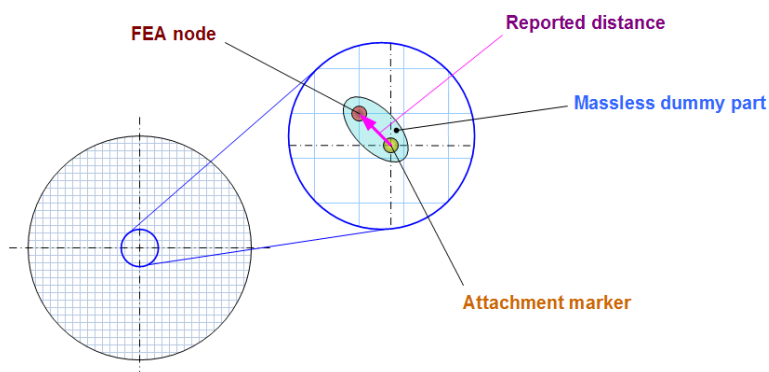 Reported distance
FEA node
Massless dummy part
Attachment marker